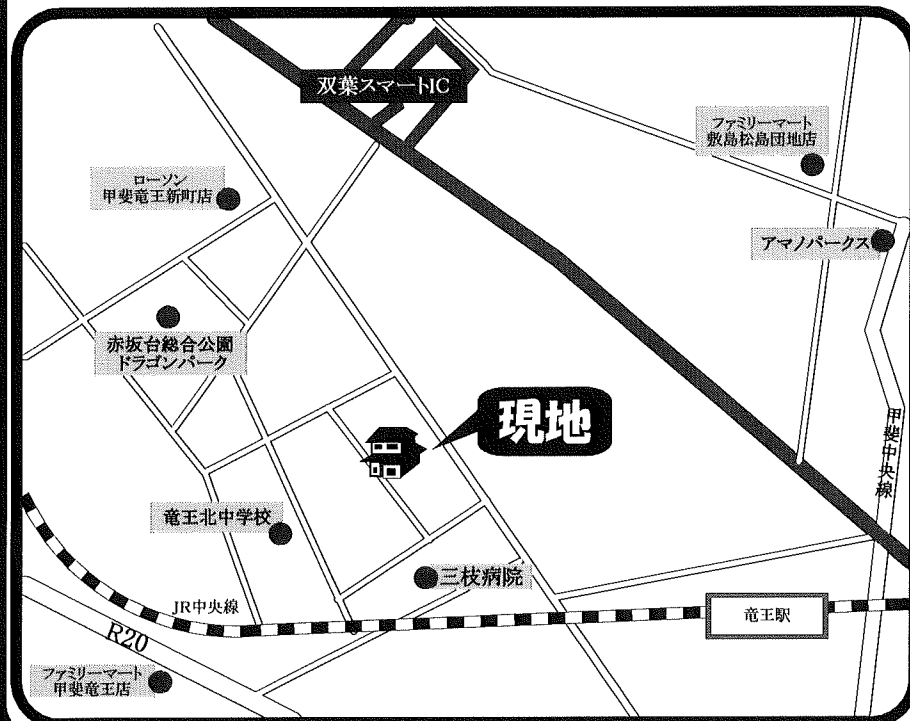 双葉スマートIC
ファミリーマート
敷島松島団地店
ローソン
甲斐竜王新町店
アマノパークス
赤坂台総合公園
ドラゴンパーク
現地
甲斐中央線
竜王北中学校
三枝病院
JR中央線
竜王駅
R20
ファミリーマート
甲斐竜王店